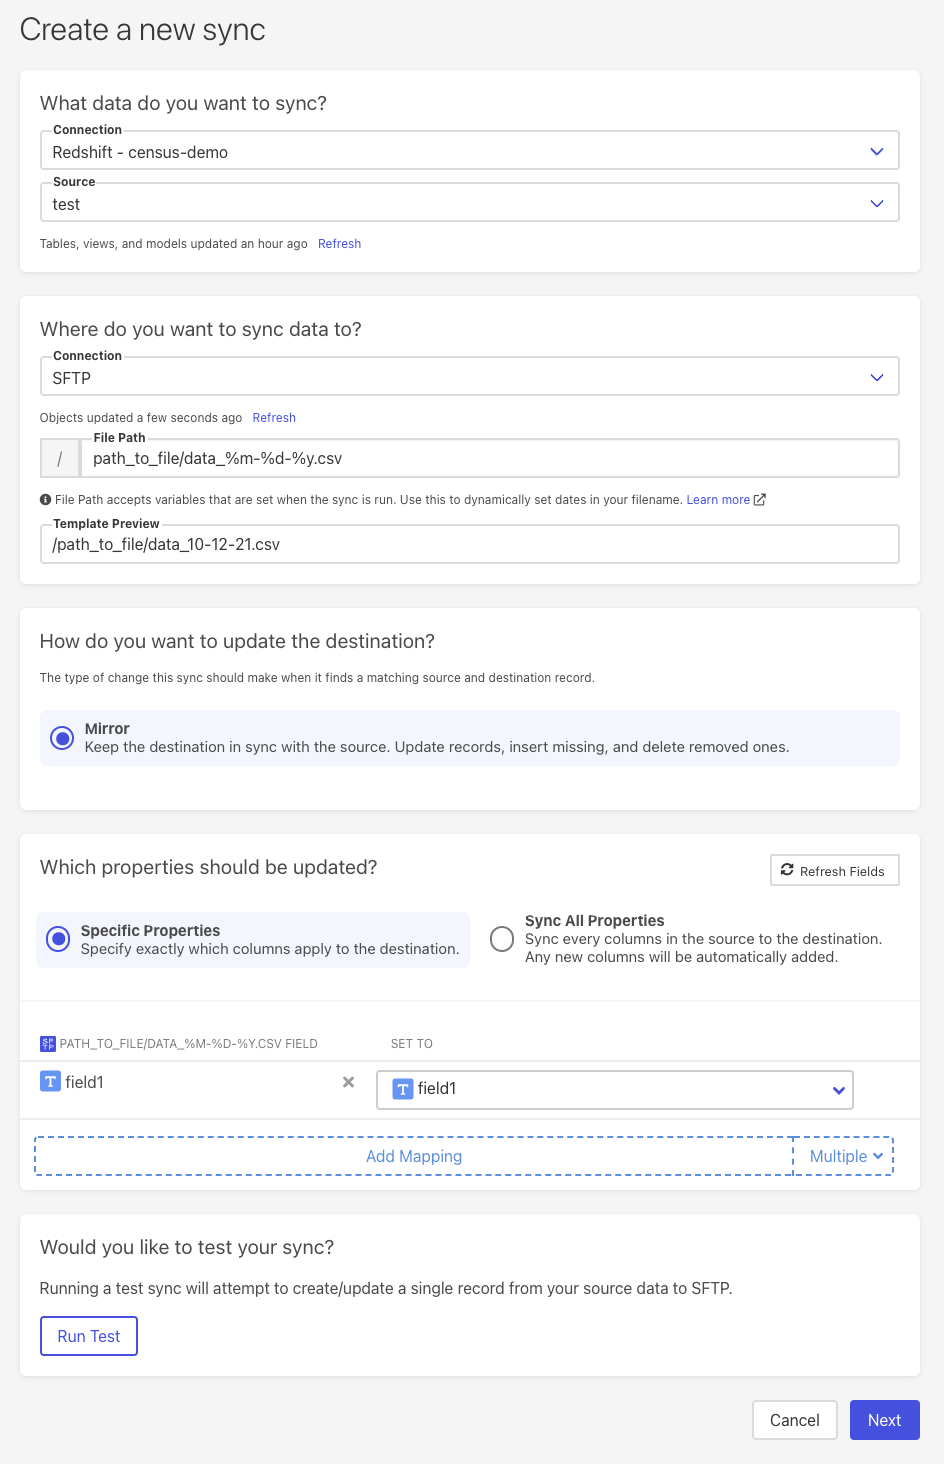 Create a new sync
What data do you want to sync?
Connection
Redshift - census-demo
Source
test
Tables, views, and models updated an hour ago Refresh
Where do you want to sync data to?
Connection
SFTP
Objects updated a few seconds ago Refresh
File Path
/ path_to_file/data_%m-%d-%y.csv
File Path accepts variables that are set when the sync is run. Use this to dynamically set dates in your filename. Learn more
Template Preview
/path_to_file/data_10-12-21.csv
How do you want to update the destination?
The type of change this sync should make when it finds a matching source and destination record.
Mirror
Keep the destination in sync with the source. Update records, insert missing, and delete removed ones.
Which properties should be updated?
Refresh Fields
Specific Properties
Specify exactly which columns apply to the destination.
Sync All Properties
Sync every columns in the source to the destination.
Any new columns will be automatically added.
SFTP PATH_TO_FILE/DATA_%M-%D-%Y.CSV FIELD SET TO
T field1 T field1
Add Mapping Multiple
Would you like to test your sync?
Running a test sync will attempt to create/update a single record from your source data to SFTP.
Run Test
Cancel Next